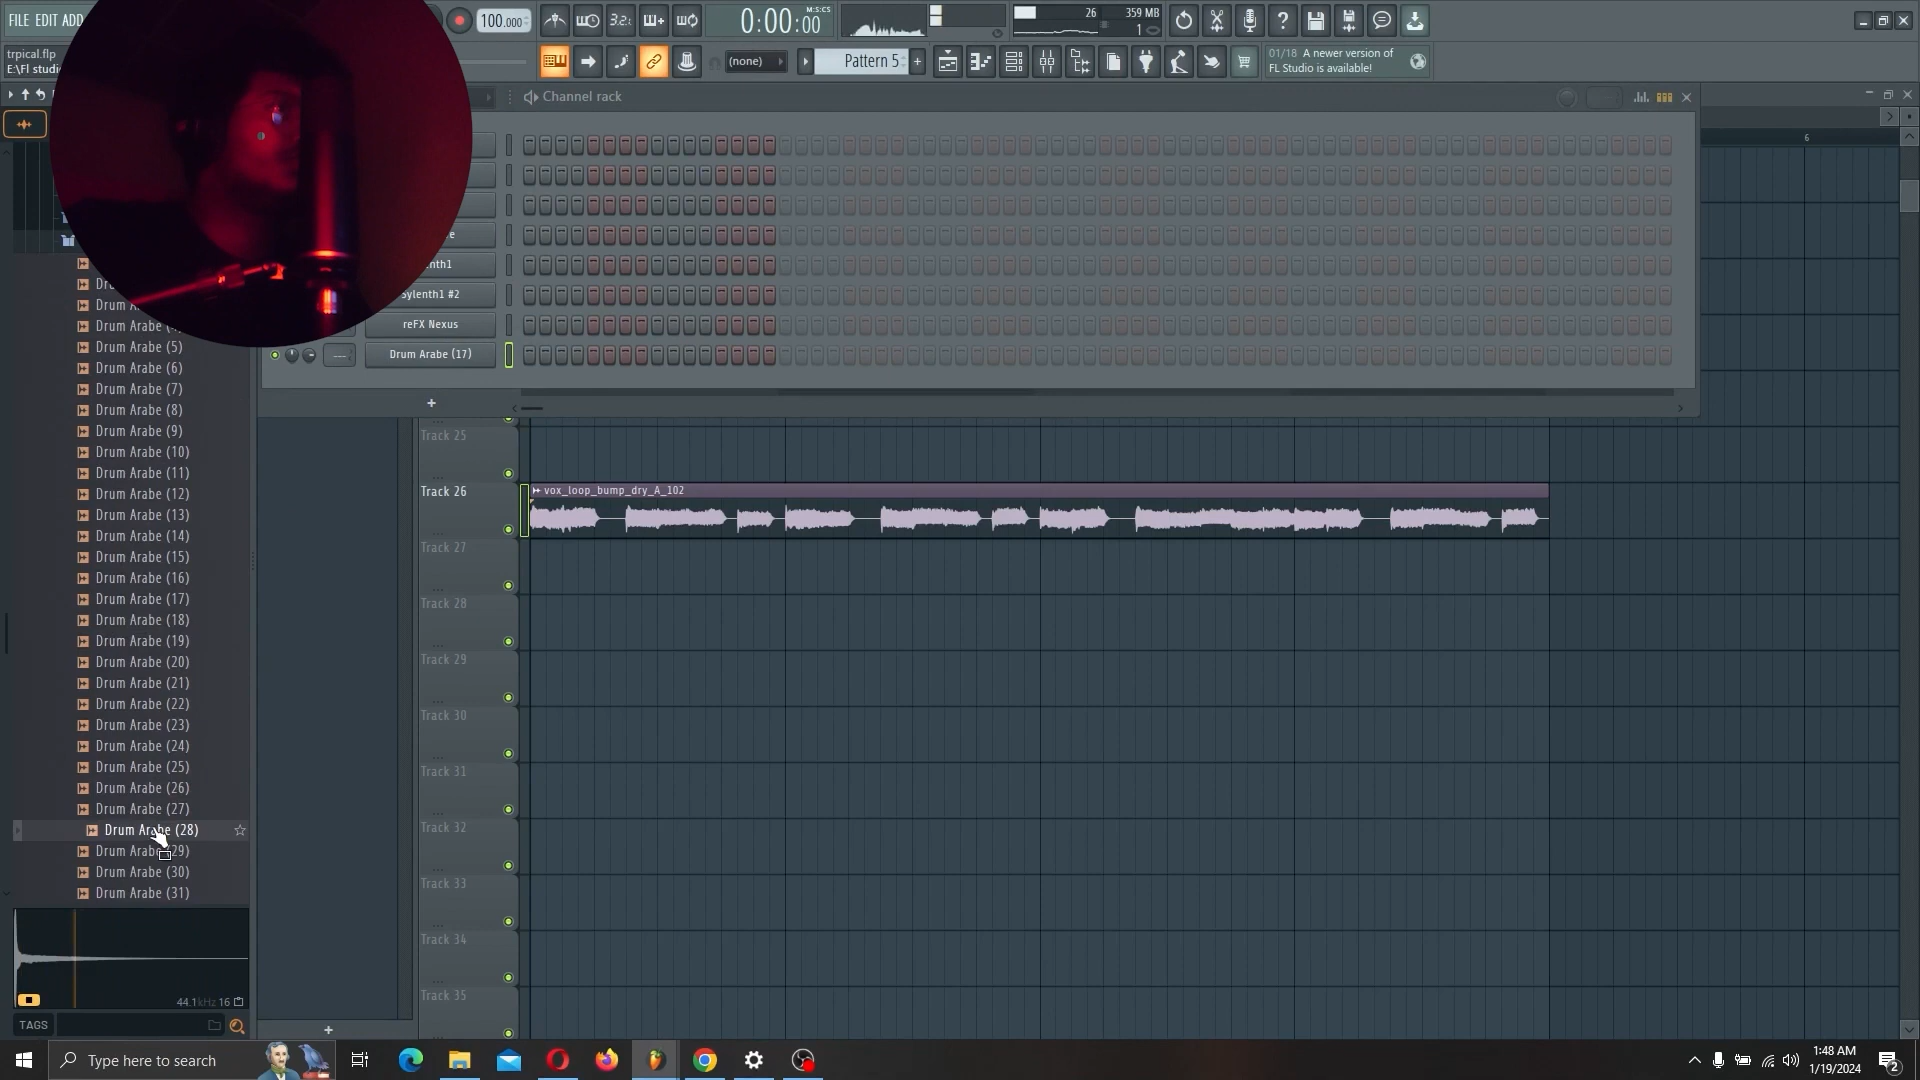 FILE EDIT ADD
100.000
3.2.
0:00:00
M:S:CS
26
359 MB
1
trpical.flp
E:\Fl studio
(none)
Pattern 5
+
01/18 A newer version of
FL Studio is available!
Channel rack
6
Sylenth1 #2
reFX Nexus
Drum Arabe (17)
+
Drum Arabe (5)
Drum Arabe (6)
Drum Arabe (7)
Drum Arabe (8)
Drum Arabe (9)
Drum Arabe (10)
Drum Arabe (11)
Drum Arabe (12)
Drum Arabe (13)
Drum Arabe (14)
Drum Arabe (15)
Drum Arabe (16)
Drum Arabe (17)
Drum Arabe (18)
Drum Arabe (19)
Drum Arabe (20)
Drum Arabe (21)
Drum Arabe (22)
Drum Arabe (23)
Drum Arabe (24)
Drum Arabe (25)
Drum Arabe (26)
Drum Arabe (27)
Drum Arabe (28)
Drum Arabe (29)
Drum Arabe (30)
Drum Arabe (31)
44.1kHz 16
TAGS
Track 25
Track 26
vox_loop_bump_dry_A_102
Track 27
Track 28
Track 29
Track 30
Track 31
Track 32
Track 33
Track 34
Track 35
+
Type here to search
1:48 AM
1/19/2024
2